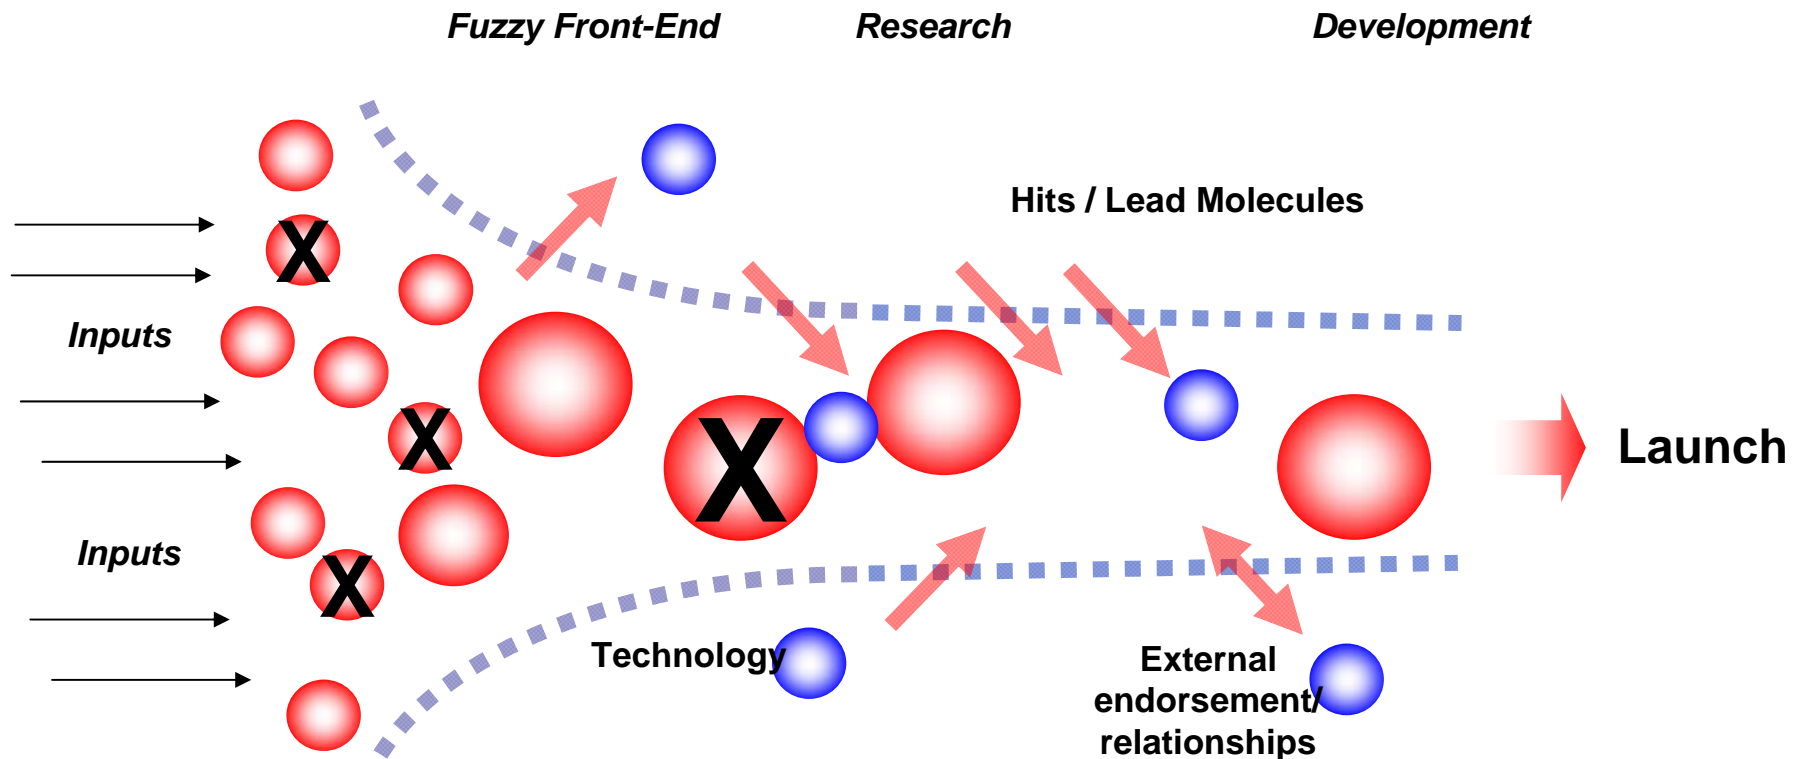 Fuzzy Front-End
Research
Development
Hits / Lead Molecules
X
Inputs
X
X
Launch
Inputs
X
Technology
External
endorsement/
relationships